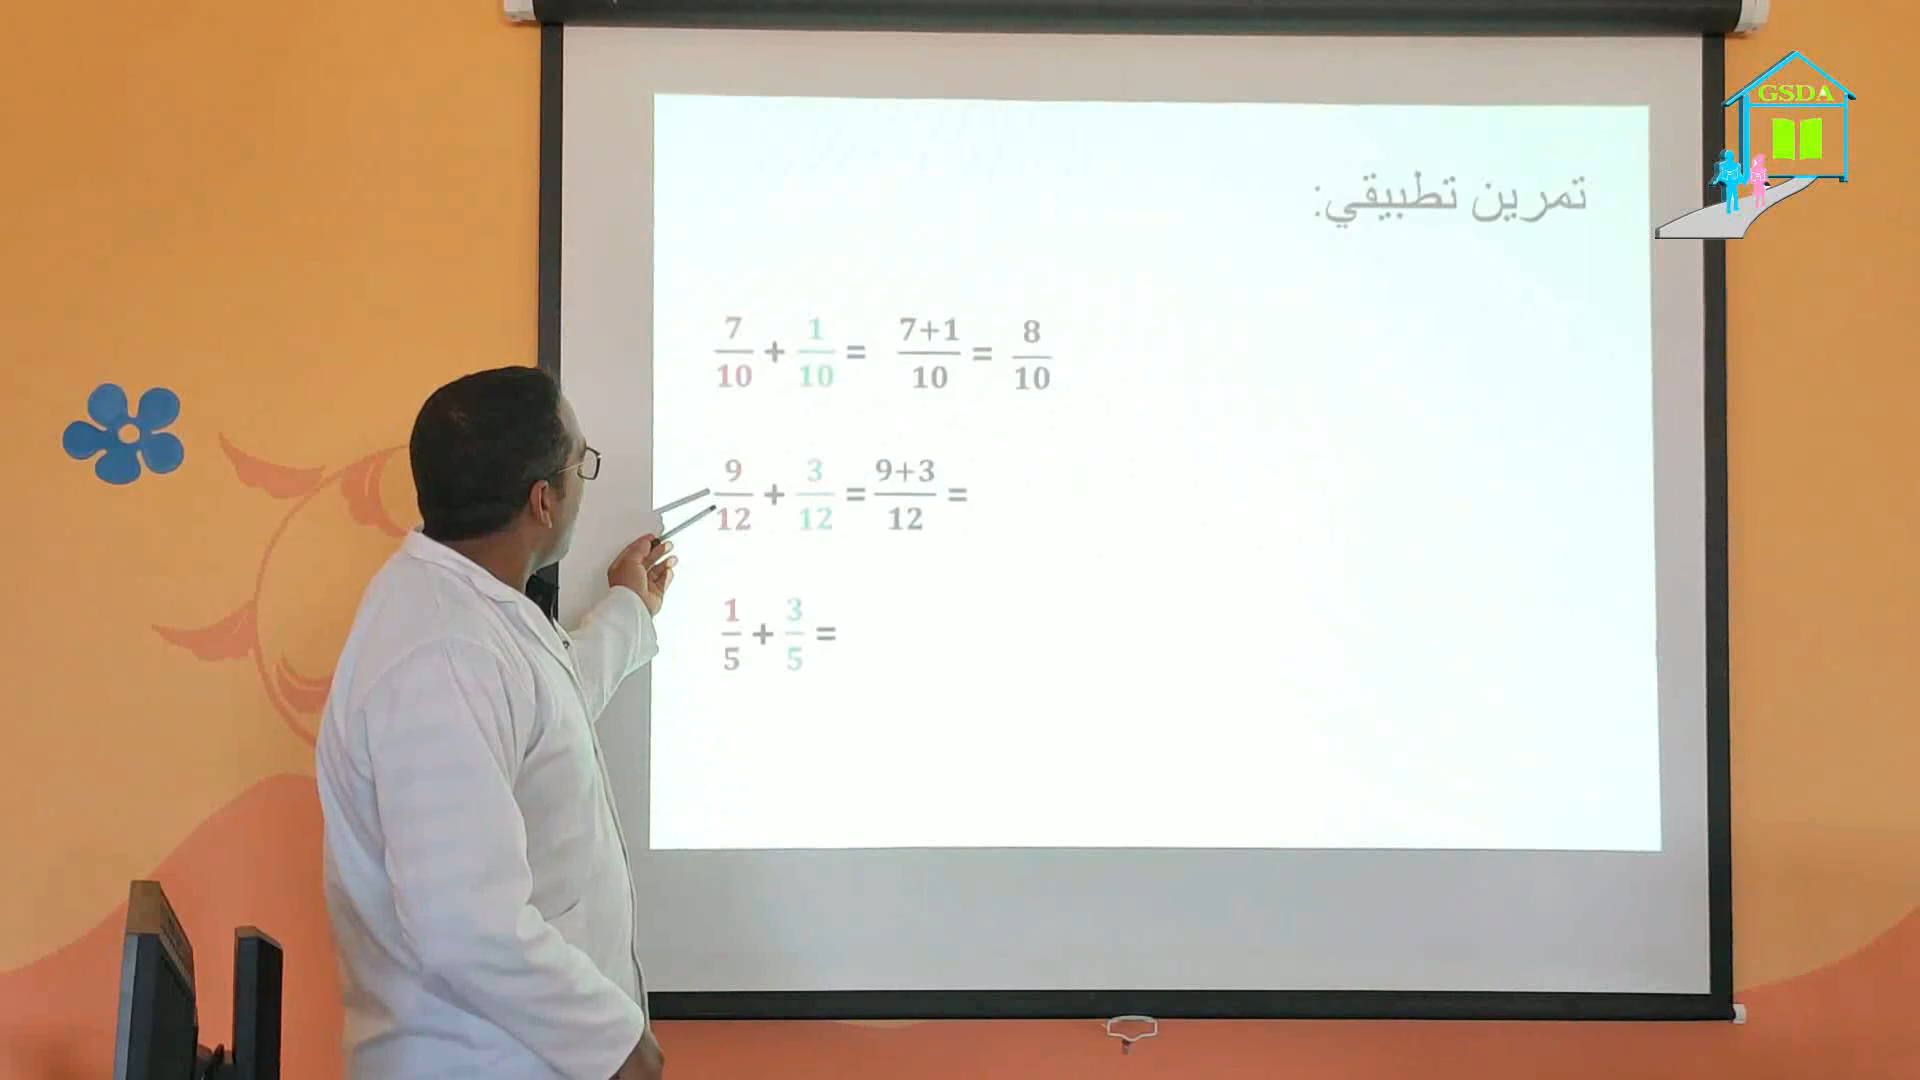 GSDA
تمرين تطبيقي:
7/10 + 1/10 = 7+1/10 = 8/10
9/12 + 3/12 = 9+3/12 =
1/5 + 3/5 =